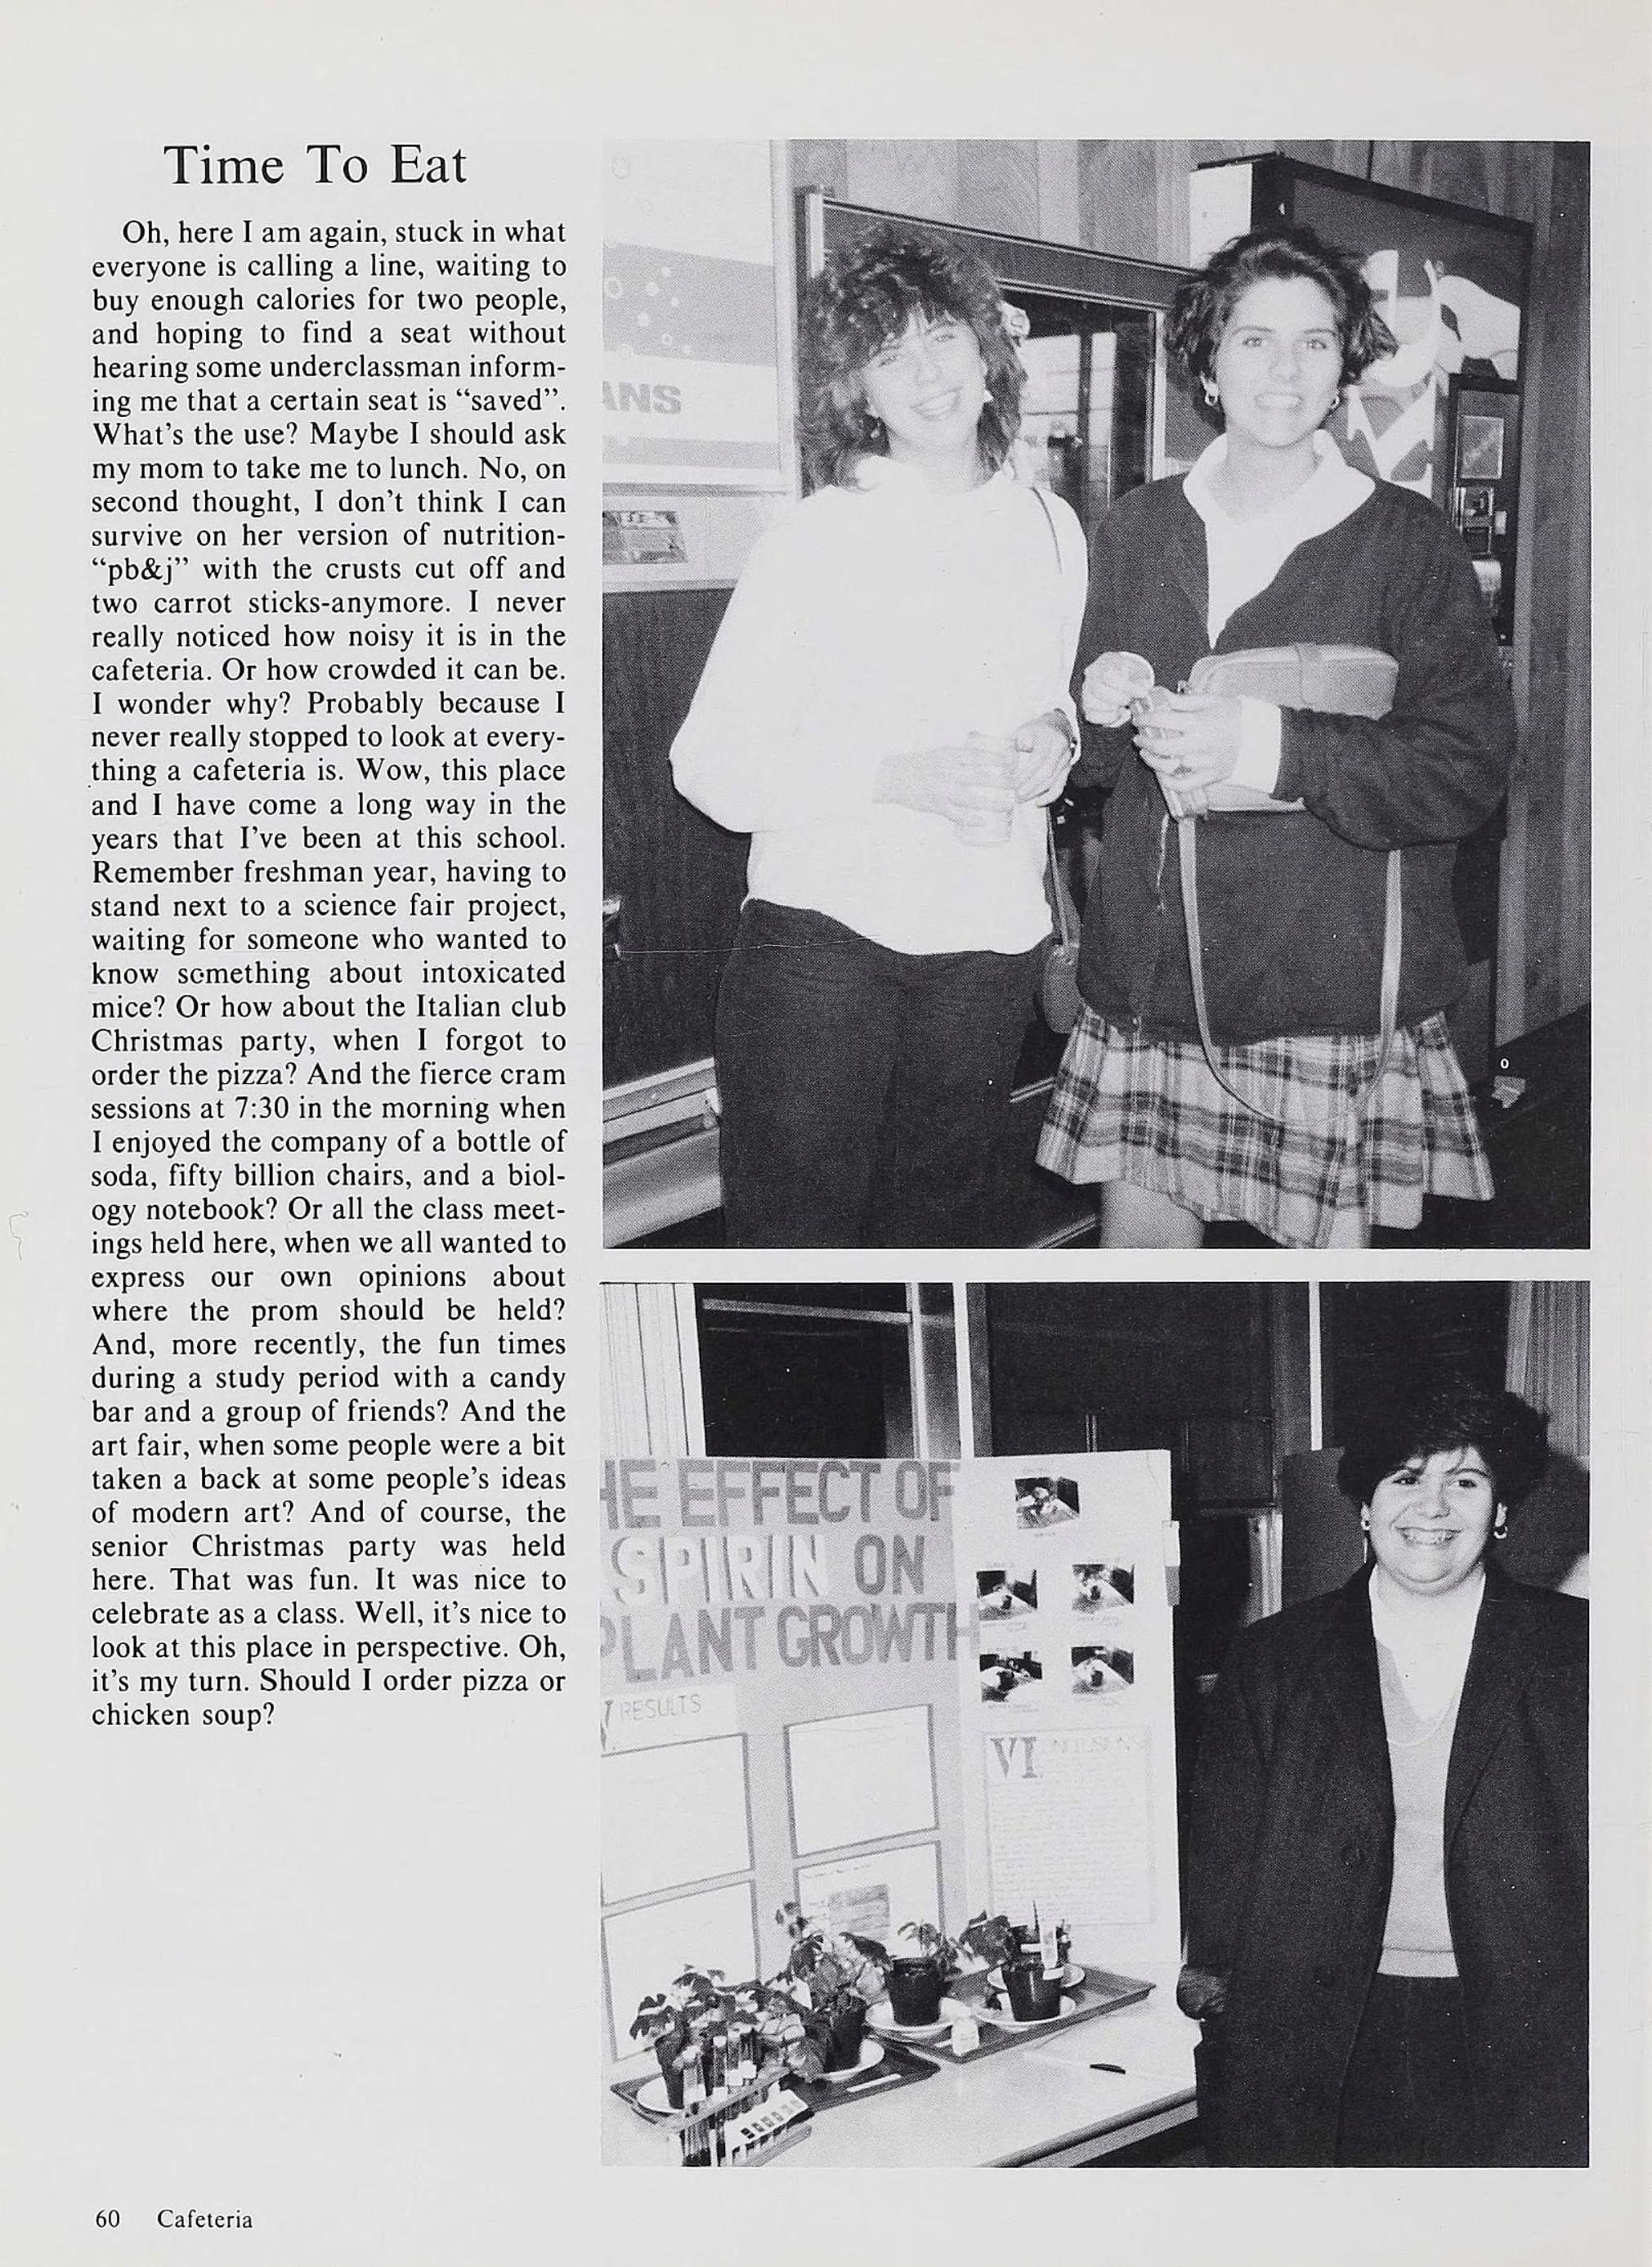 Time To Eat
Oh, here I am again, stuck in what
everyone is calling a line, waiting to
buy enough calories for two people,
and hoping to find a seat without
hearing some underclassman inform-
ing me that a certain seat is “saved”.
What's the use? Maybe I should ask
my mom to take me to lunch. No, on
second thought, I don't think I can
survive on her version of nutrition-
“pb&j” with the crusts cut off and
two carrot sticks-anymore. I never
really noticed how noisy it is in the
cafeteria. Or how crowded it can be.
I wonder why? Probably because I
never really stopped to look at every-
thing a cafeteria is. Wow, this place
and I have come a long way in the
years that I've been at this school.
Remember freshman year, having to
stand next to a science fair project,
waiting for someone who wanted to
know something about intoxicated
mice? Or how about the Italian club
Christmas party, when I forgot to
order the pizza? And the fierce cram
sessions at 7:30 in the morning when
I enjoyed the company of a bottle of
soda, fifty billion chairs, and a biol-
ogy notebook? Or all the class meet-
ings held here, when we all wanted to
express our own opinions about
where the prom should be held?
And, more recently, the fun times
during a study period with a candy
bar and a group of friends? And the
art fair, when some people were a bit
taken a back at some people's ideas
of modern art? And of course, the
senior Christmas party was held
here. That was fun. It was nice to
celebrate as a class. Well, it's nice to
look at this place in perspective. Oh,
it's my turn. Should I order pizza or
chicken soup?
ANS
HE EFFECT OF
SPIRIN ON
PLANT GROWTH
V RESULTS
VI
60 Cafeteria